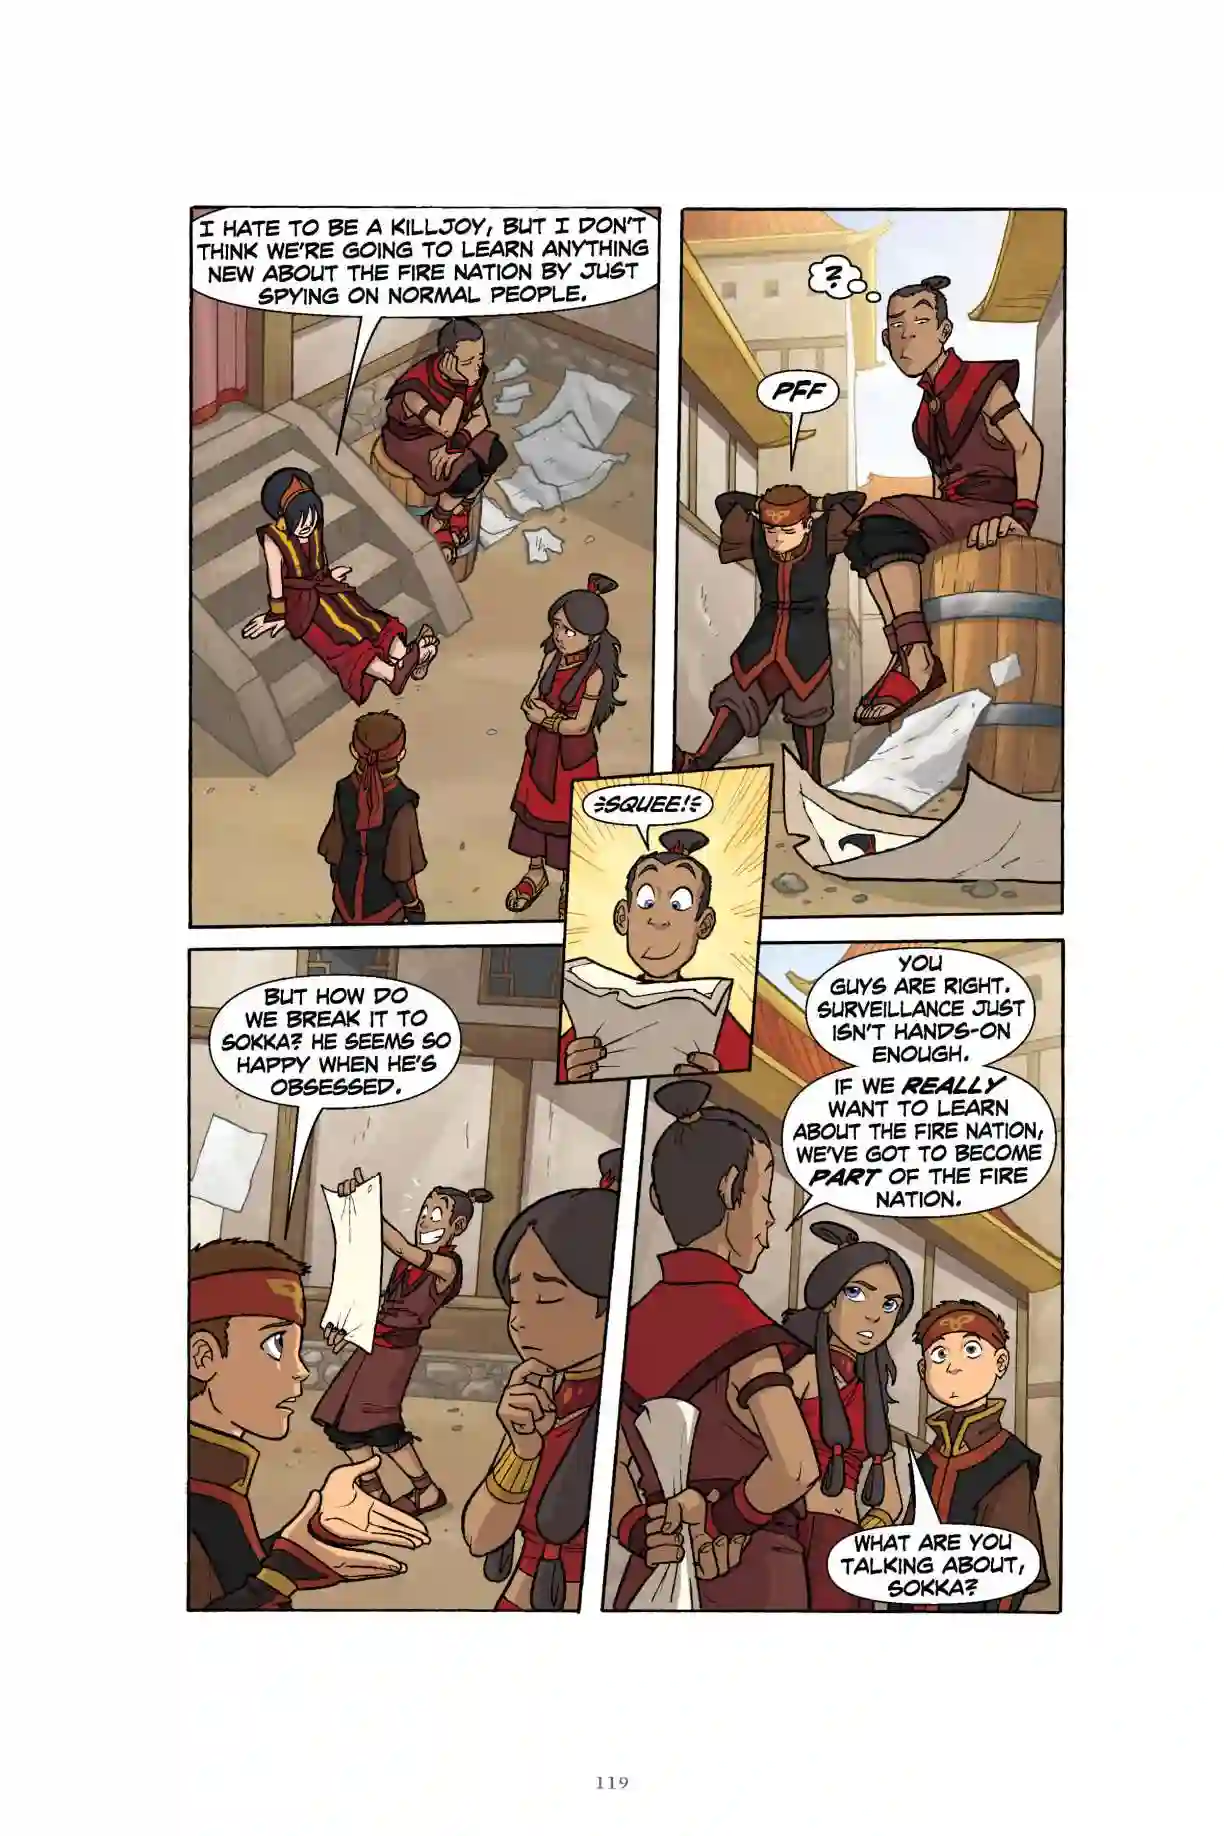 I HATE TO BE A KILLJOY, BUT I DON'T
THINK WE'RE GOING TO LEARN ANYTHING
NEW ABOUT THE FIRE NATION BY JUST
SPYING ON NORMAL PEOPLE.
?
PFF
SQUEE!
BUT HOW DO
WE BREAK IT TO
SOKKA? HE SEEMS SO
HAPPY WHEN HE'S
OBSESSED.
YOU
GUYS ARE RIGHT.
SURVEILLANCE JUST
ISN'T HANDS-ON
ENOUGH.
IF WE REALLY
WANT TO LEARN
ABOUT THE FIRE NATION,
WE'VE GOT TO BECOME
PART OF THE FIRE
NATION.
WHAT ARE YOU
TALKING ABOUT,
SOKKA?
119